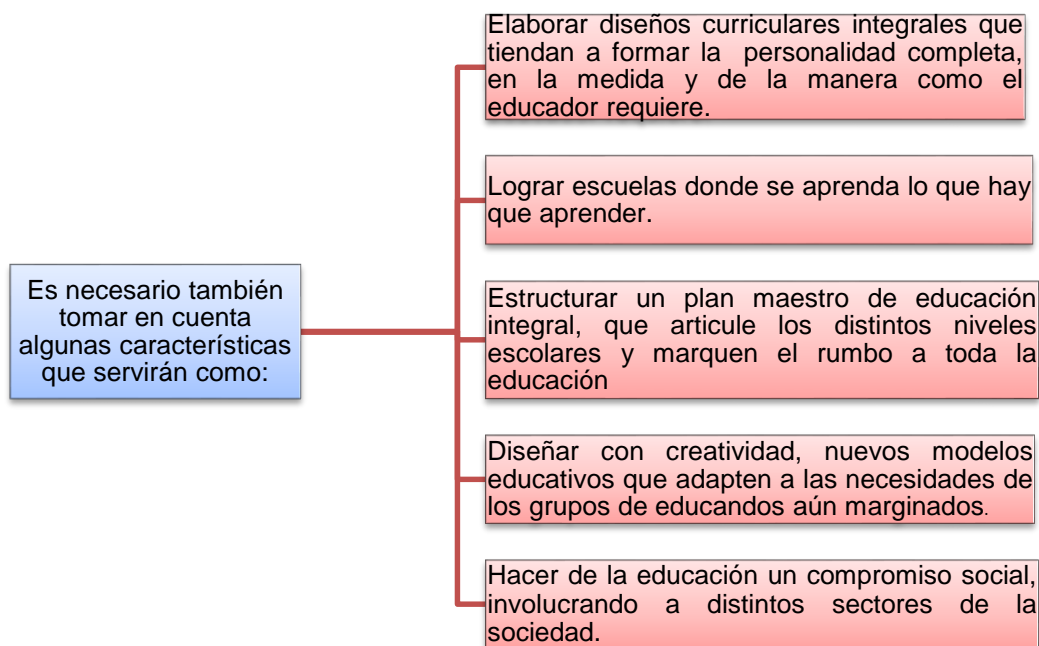 Es necesario también
tomar en cuenta
algunas características
que servirán como:
Elaborar diseños curriculares integrales que
tiendan a formar la personalidad completa,
en la medida y de la manera como el
educador requiere.
Lograr escuelas donde se aprenda lo que hay
que aprender.
Estructurar un plan maestro de educación
integral, que articule los distintos niveles
escolares y marquen el rumbo a toda la
educación
Diseñar con creatividad, nuevos modelos
educativos que adapten a las necesidades de
los grupos de educandos aún marginados.
Hacer de la educación un compromiso social,
involucrando a distintos sectores de la
sociedad.